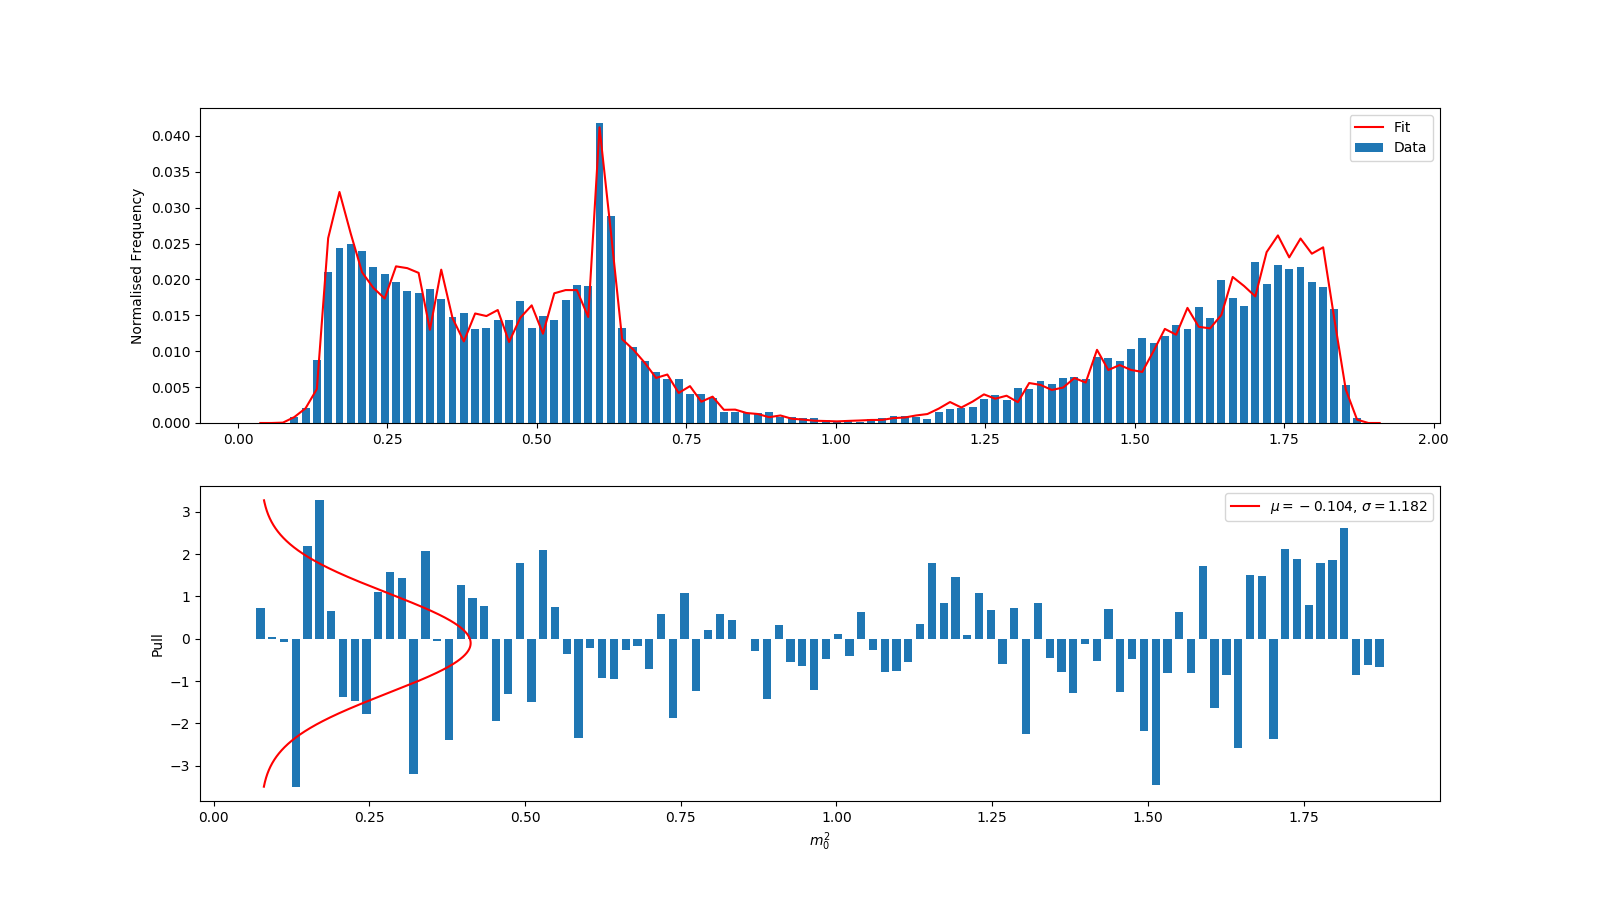 Normalised Frequency
0.040
0.035
0.030
0.025
0.020
0.015
0.010
0.005
0.000
0.00 0.25 0.50 0.75 1.00 1.25 1.50 1.75 2.00
Fit
Data
Pull
3
2
1
0
−1
−2
−3
0.00 0.25 0.50 0.75 1.00 1.25 1.50 1.75
μ = − 0.104, σ = 1.182
m₀²